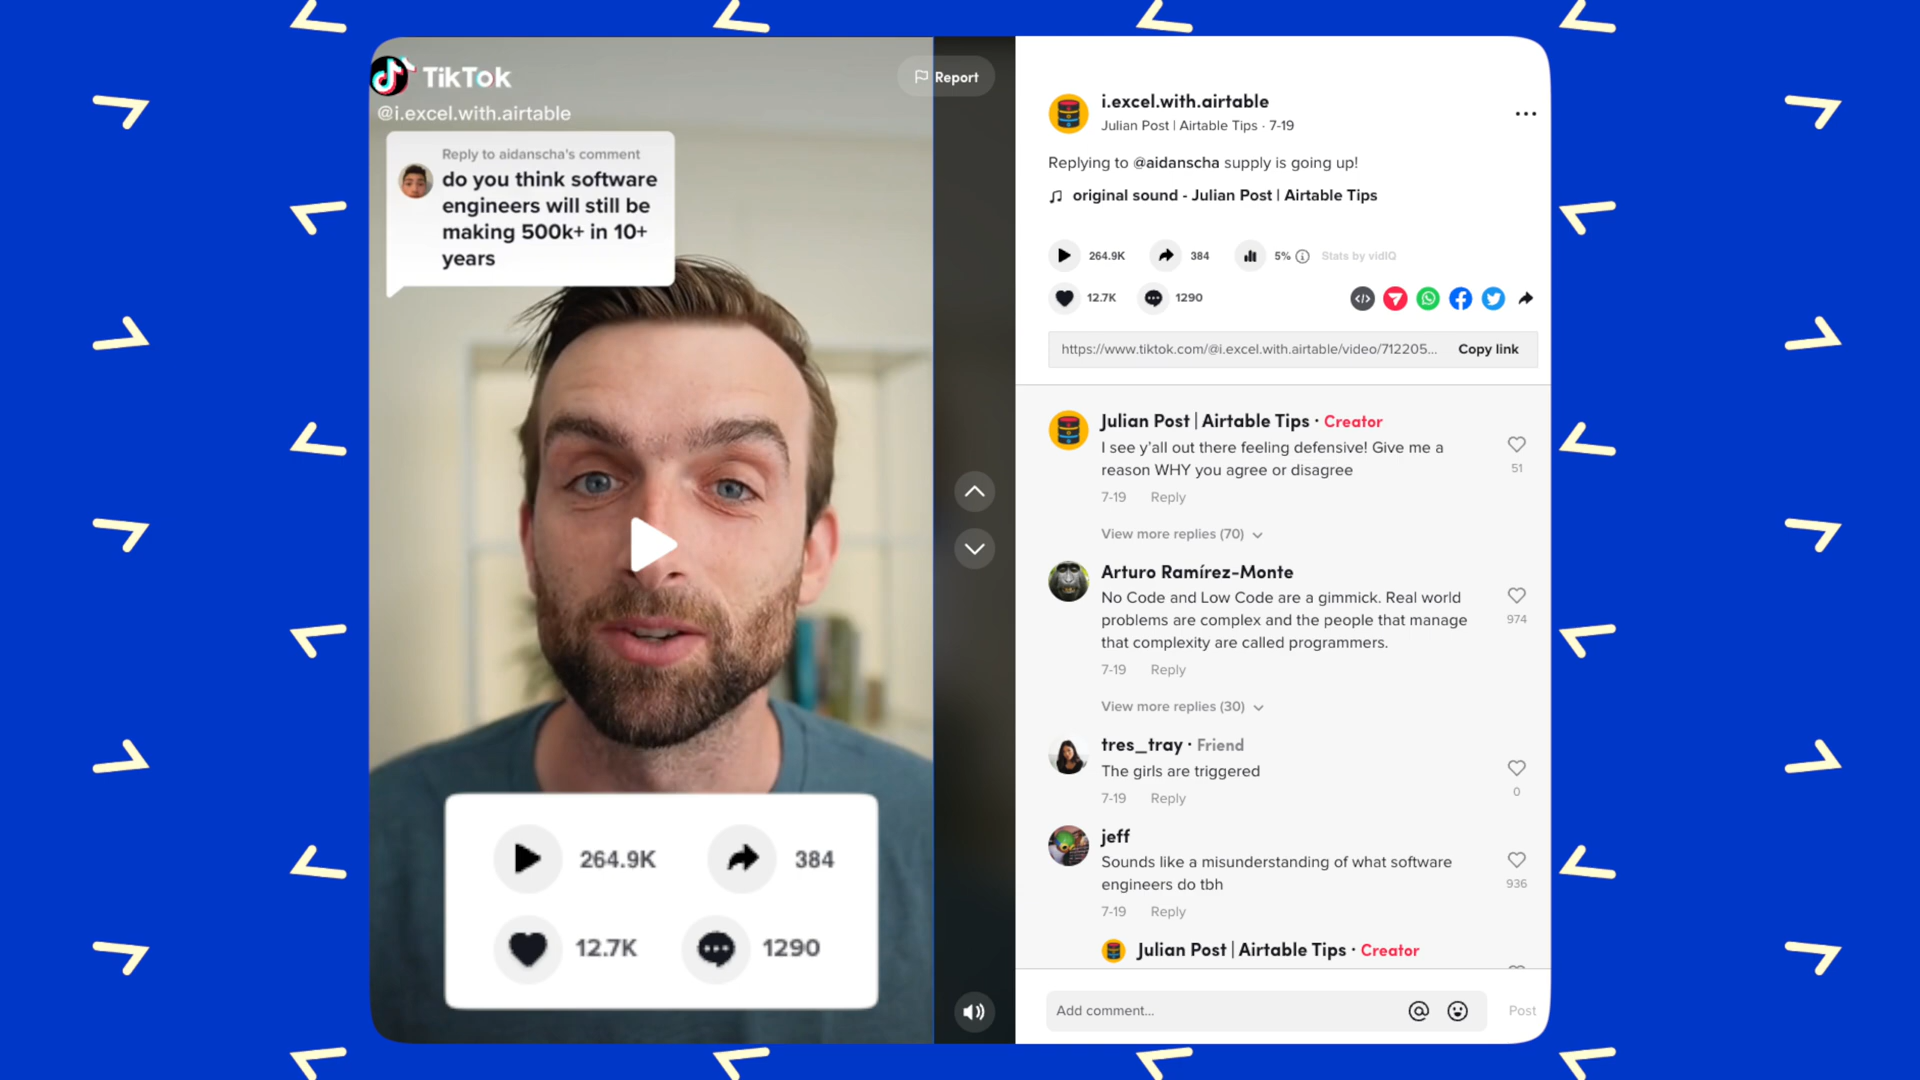 TikTok
@i.excel.with.airtable
Report
Reply to aidanscha's comment
do you think software
engineers will still be
making 500k+ in 10+
years
264.9K
384
12.7K
1290
i.excel.with.airtable
Julian Post | Airtable Tips · 7-19
Replying to @aidanscha supply is going up!
original sound - Julian Post | Airtable Tips
264.9K
384
5%
Stats by vidIQ
12.7K
1290
https://www.tiktok.com/@i.excel.with.airtable/video/712205...
Copy link
Julian Post | Airtable Tips · Creator
I see y'all out there feeling defensive! Give me a
reason WHY you agree or disagree
51
7-19 Reply
View more replies (70)
Arturo Ramírez-Monte
No Code and Low Code are a gimmick. Real world
problems are complex and the people that manage
that complexity are called programmers.
974
7-19 Reply
View more replies (30)
tres_tray · Friend
The girls are triggered
0
7-19 Reply
jeff
Sounds like a misunderstanding of what software
engineers do tbh
936
7-19 Reply
Julian Post | Airtable Tips · Creator
Add comment...
Post